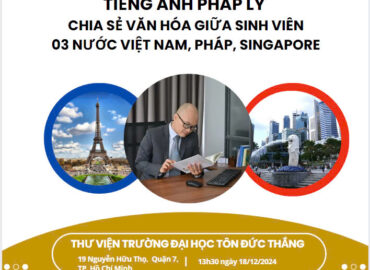 TIẾNG ANH PHÁP LÝ
CHIA SẺ VĂN HÓA GIỮA SINH VIÊN
03 NƯỚC VIỆT NAM, PHÁP, SINGAPORE
THƯ VIỆN TRƯỜNG ĐẠI HỌC TÔN ĐỨC THẮNG
19 Nguyễn Hữu Thọ, Quận 7,
TP. Hồ Chí Minh
13h30 ngày 18/12/2024